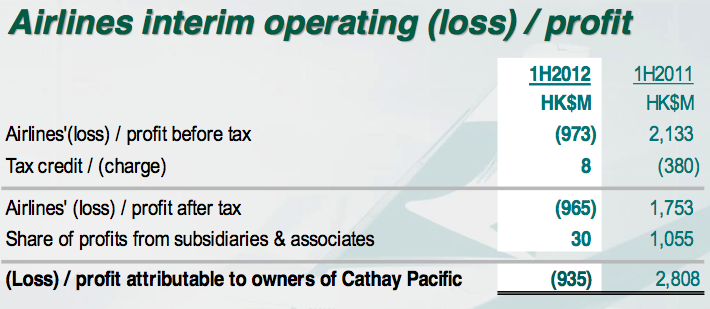 Airlines interim operating (loss) / profit
1H2012 1H2011
HK$M HK$M
Airlines'(loss) / profit before tax (973) 2,133
Tax credit / (charge) 8 (380)
Airlines' (loss) / profit after tax (965) 1,753
Share of profits from subsidiaries & associates 30 1,055
(Loss) / profit attributable to owners of Cathay Pacific (935) 2,808